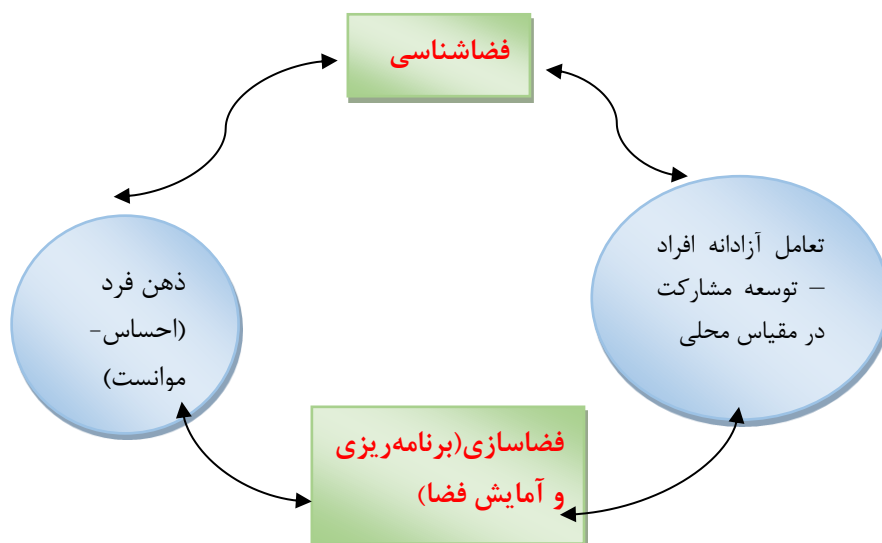 فضاشناسی
تعامل آزادانه افراد
– توسعه مشارکت
در مقیاس محلی
ذهن فرد
(احساس-
موانست)
فضاسازی(برنامه‌ریزی
و آمایش فضا)